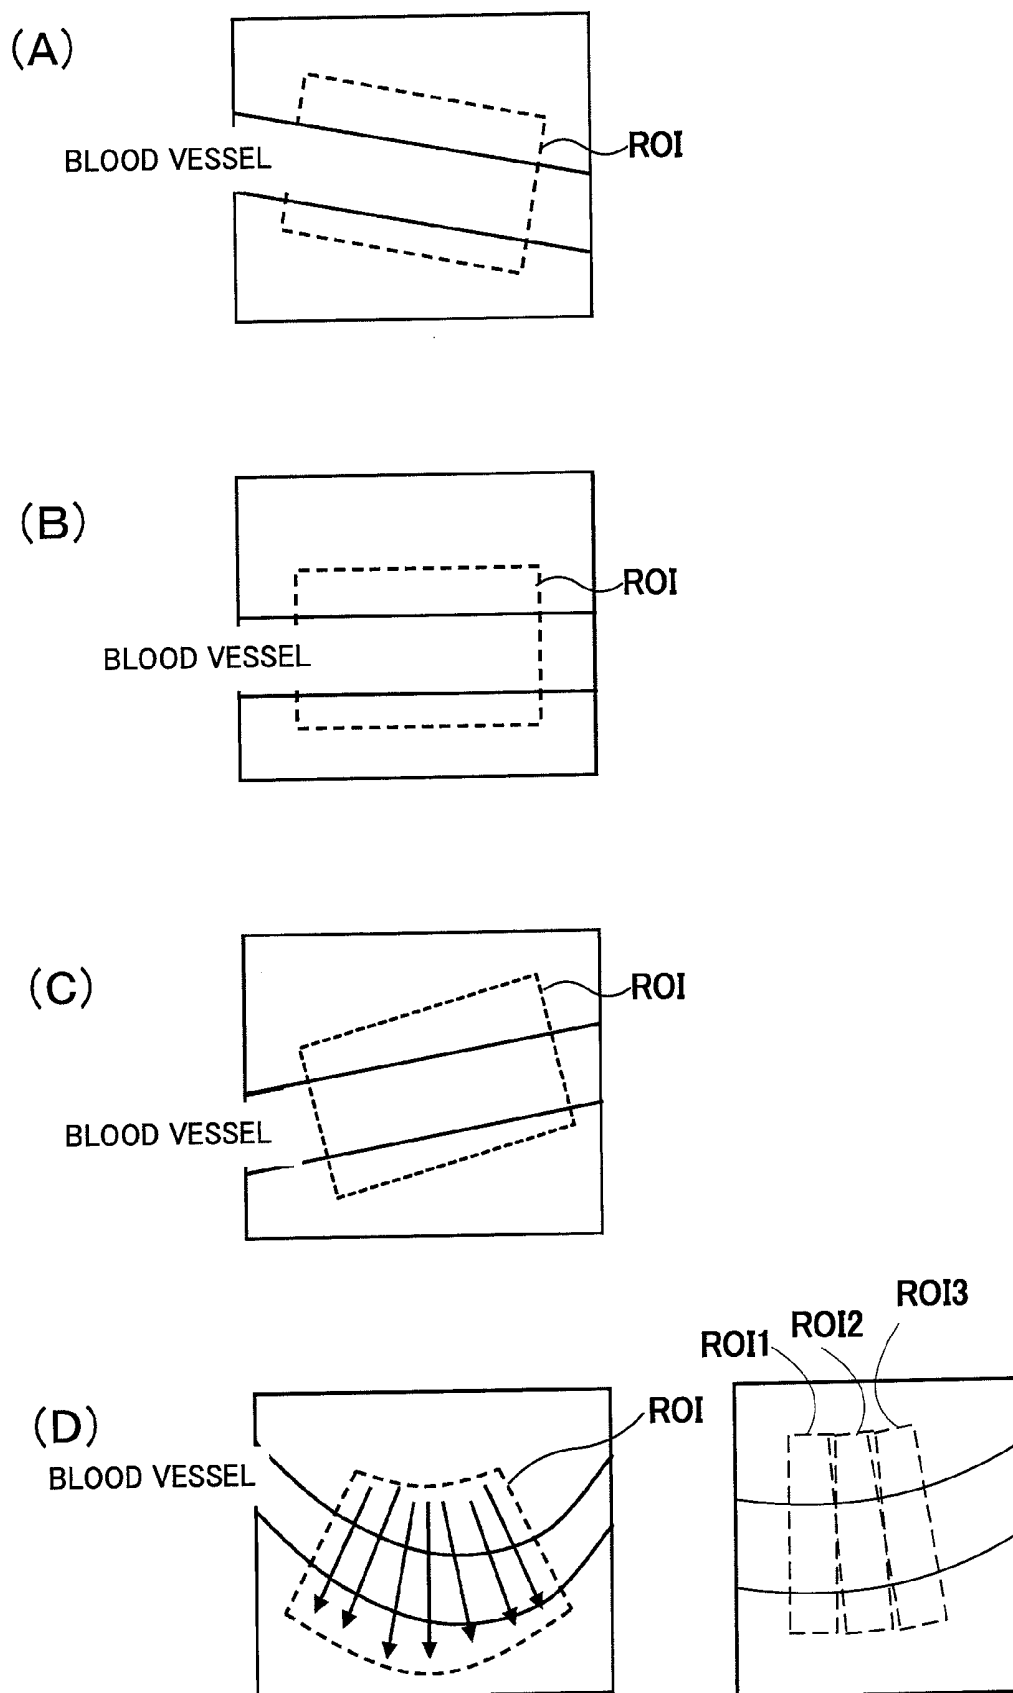 (A)
ROI
BLOOD VESSEL
(B)
ROI
BLOOD VESSEL
(C)
ROI
BLOOD VESSEL
ROI3
ROI2
ROI1
(D)
ROI
BLOOD VESSEL